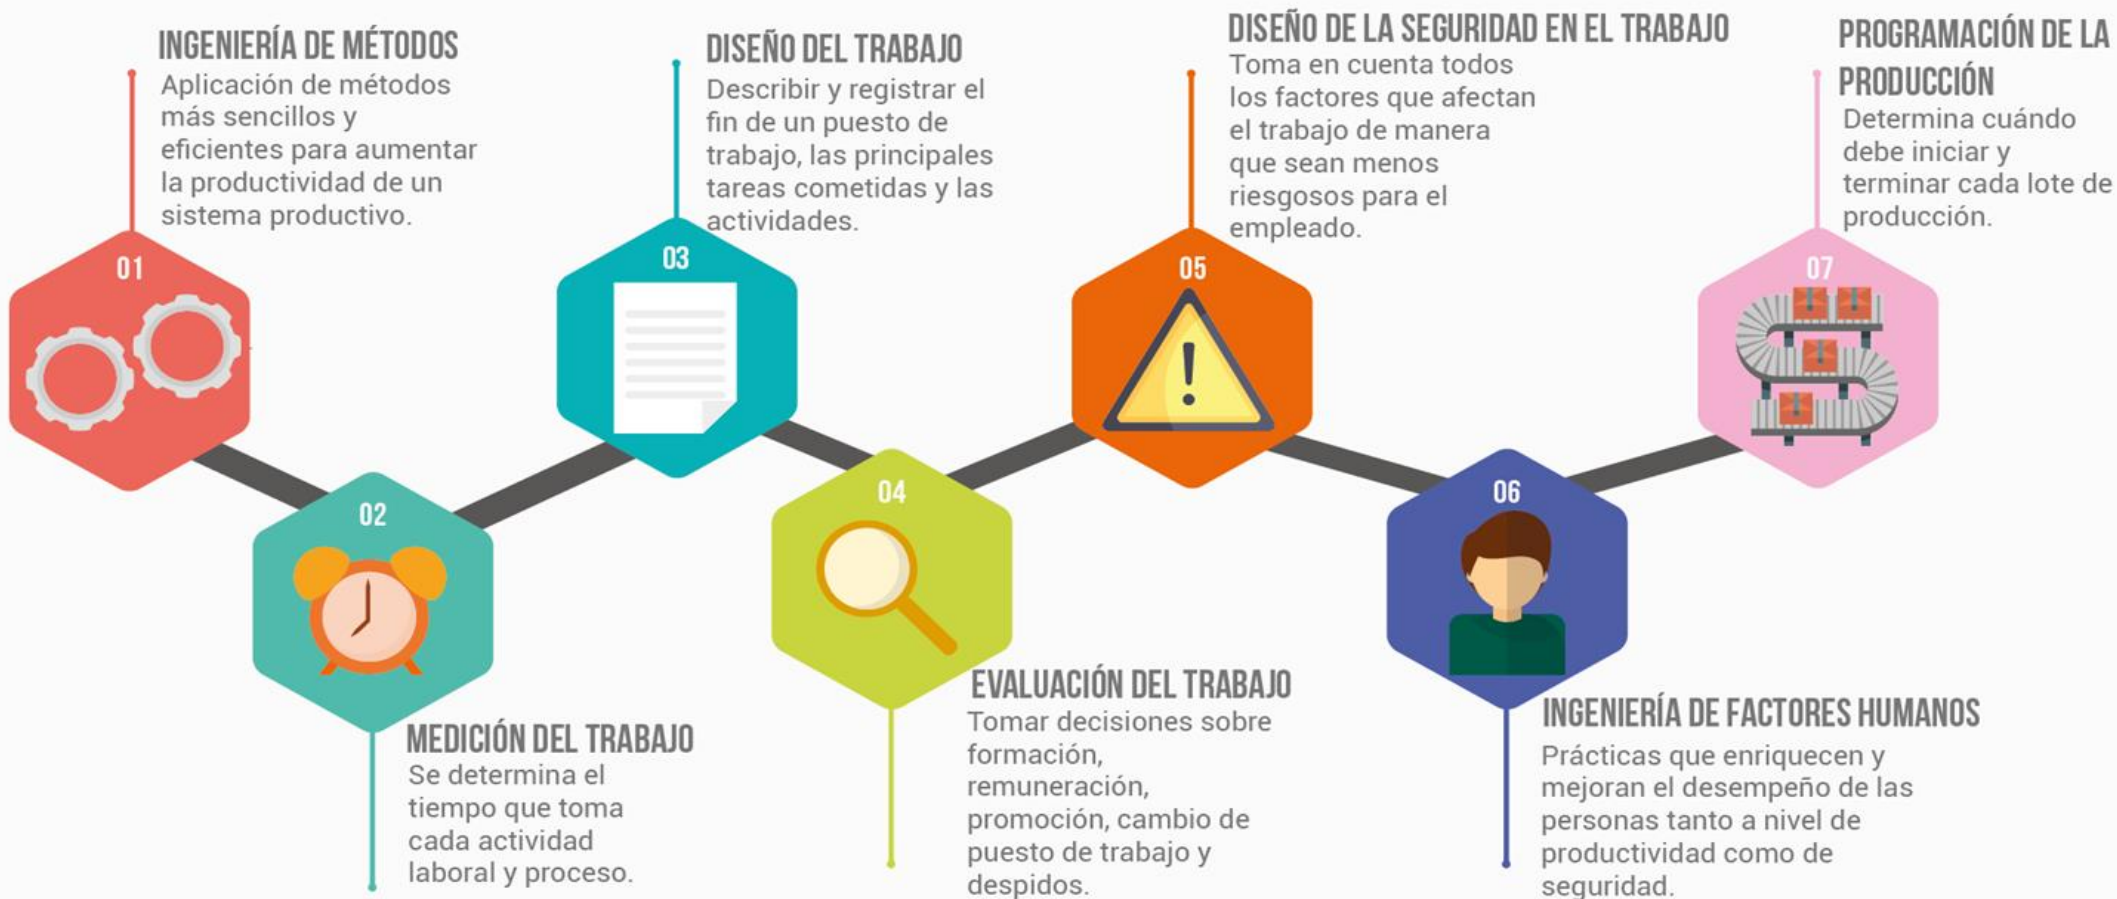 INGENIERÍA DE MÉTODOS
Aplicación de métodos
más sencillos y
eficientes para aumentar
la productividad de un
sistema productivo.
01
02
MEDICIÓN DEL TRABAJO
Se determina el
tiempo que toma
cada actividad
laboral y proceso.
DISEÑO DEL TRABAJO
Describir y registrar el
fin de un puesto de
trabajo, las principales
tareas cometidas y las
actividades.
03
04
EVALUACIÓN DEL TRABAJO
Tomar decisiones sobre
formación,
remuneración,
promoción, cambio de
puesto de trabajo y
despidos.
DISEÑO DE LA SEGURIDAD EN EL TRABAJO
Toma en cuenta todos
los factores que afectan
el trabajo de manera
que sean menos
riesgosos para el
empleado.
05
!
06
INGENIERÍA DE FACTORES HUMANOS
Prácticas que enriquecen y
mejoran el desempeño de las
personas tanto a nivel de
productividad como de
seguridad.
PROGRAMACIÓN DE LA
PRODUCCIÓN
Determina cuándo
debe iniciar y
terminar cada lote de
producción.
07